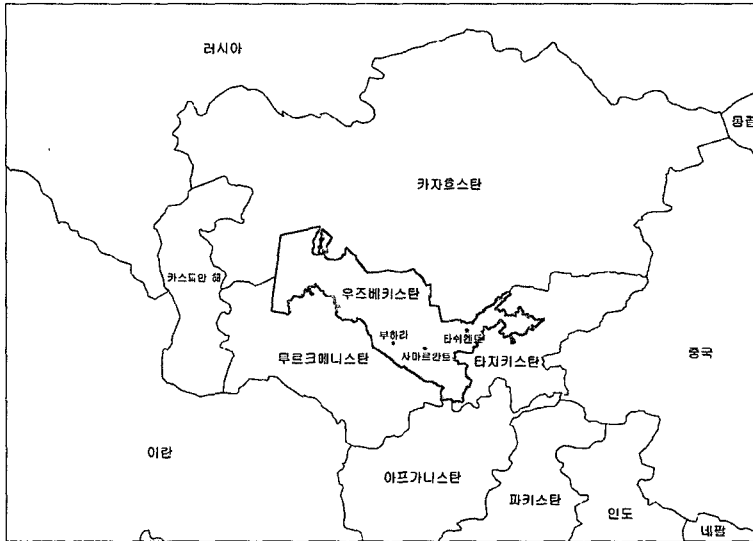 러시아
몽골
카자흐스탄
카스피안 해
우즈베키스탄
부하라
타쉬켄트
사마르칸트
투르크메니스탄
타지키스탄
중국
이란
아프가니스탄
파키스탄
인도
네팔